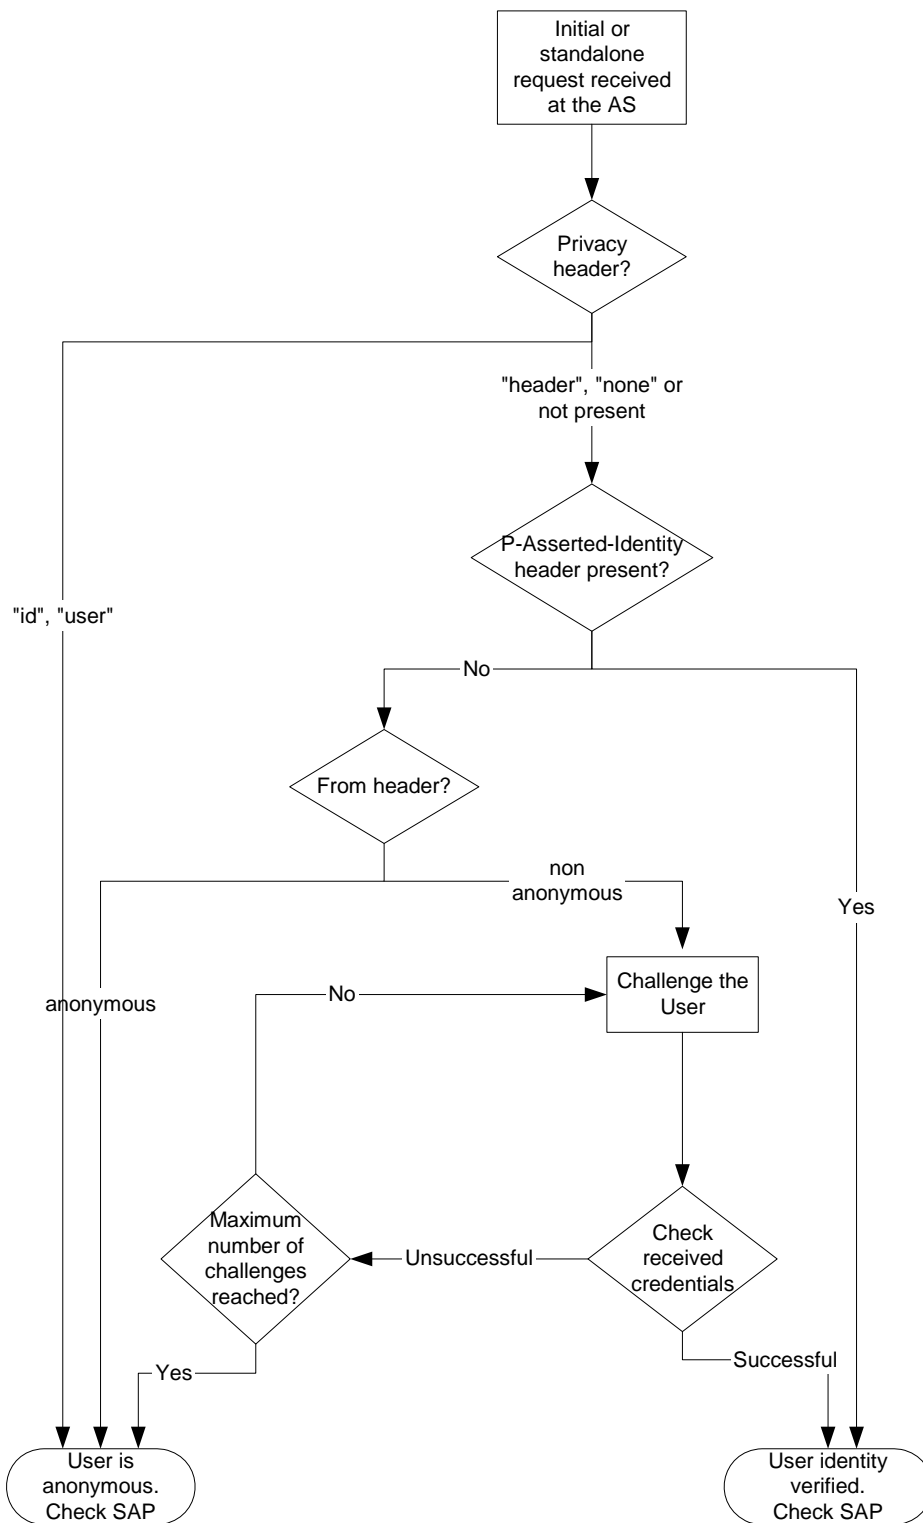 Initial or
standalone
request received
at the AS
Privacy
header?
"header", "none" or
not present
P-Asserted-Identity
header present?
"id", "user"
No
From header?
non
anonymous
Yes
anonymous
No
Challenge the
User
Maximum
number of
challenges
reached?
Unsuccessful
Check
received
credentials
Yes
Successful
User is
anonymous.
Check SAP
User identity
verified.
Check SAP